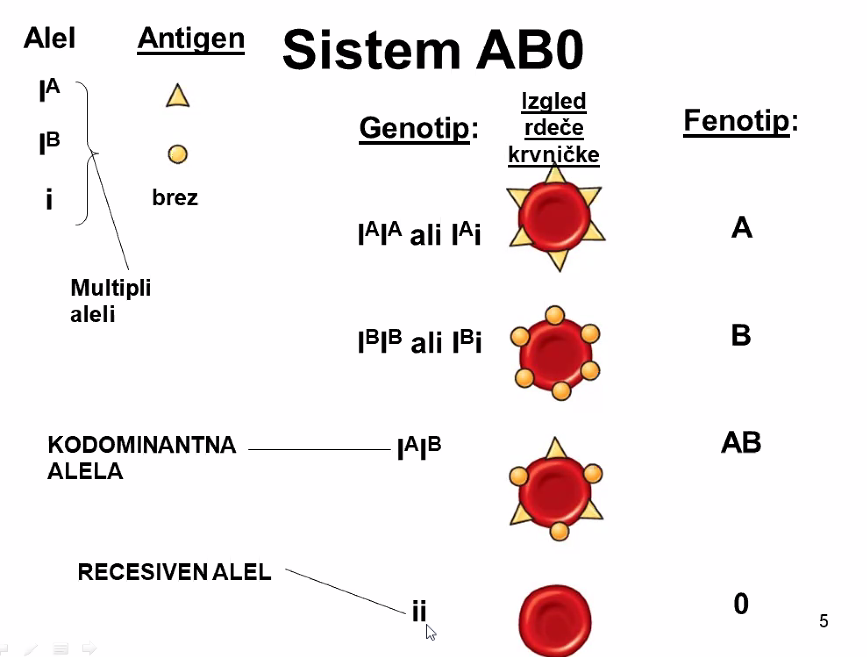 Alel
Antigen
Sistem AB0
Iᴬ
Iᴮ
i
brez
Multipli
aleli
Genotip:
Izgled
rdeče
krvničke
Fenotip:
IᴬIᴬ ali Iᴬi
A
IᴮIᴮ ali Iᴮi
B
KODOMINANTNA
ALELA
IᴬIᴮ
AB
RECESIVEN ALEL
ii
0
5